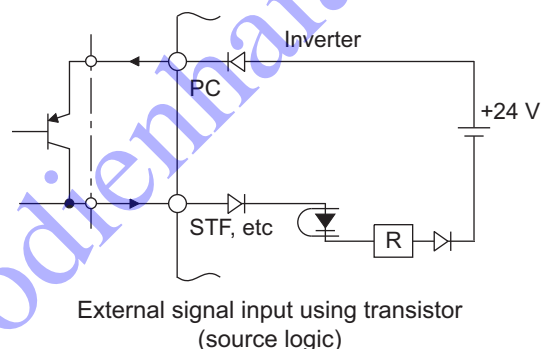 Inverter
PC
+24 V
STF, etc
R
External signal input using transistor
(source logic)